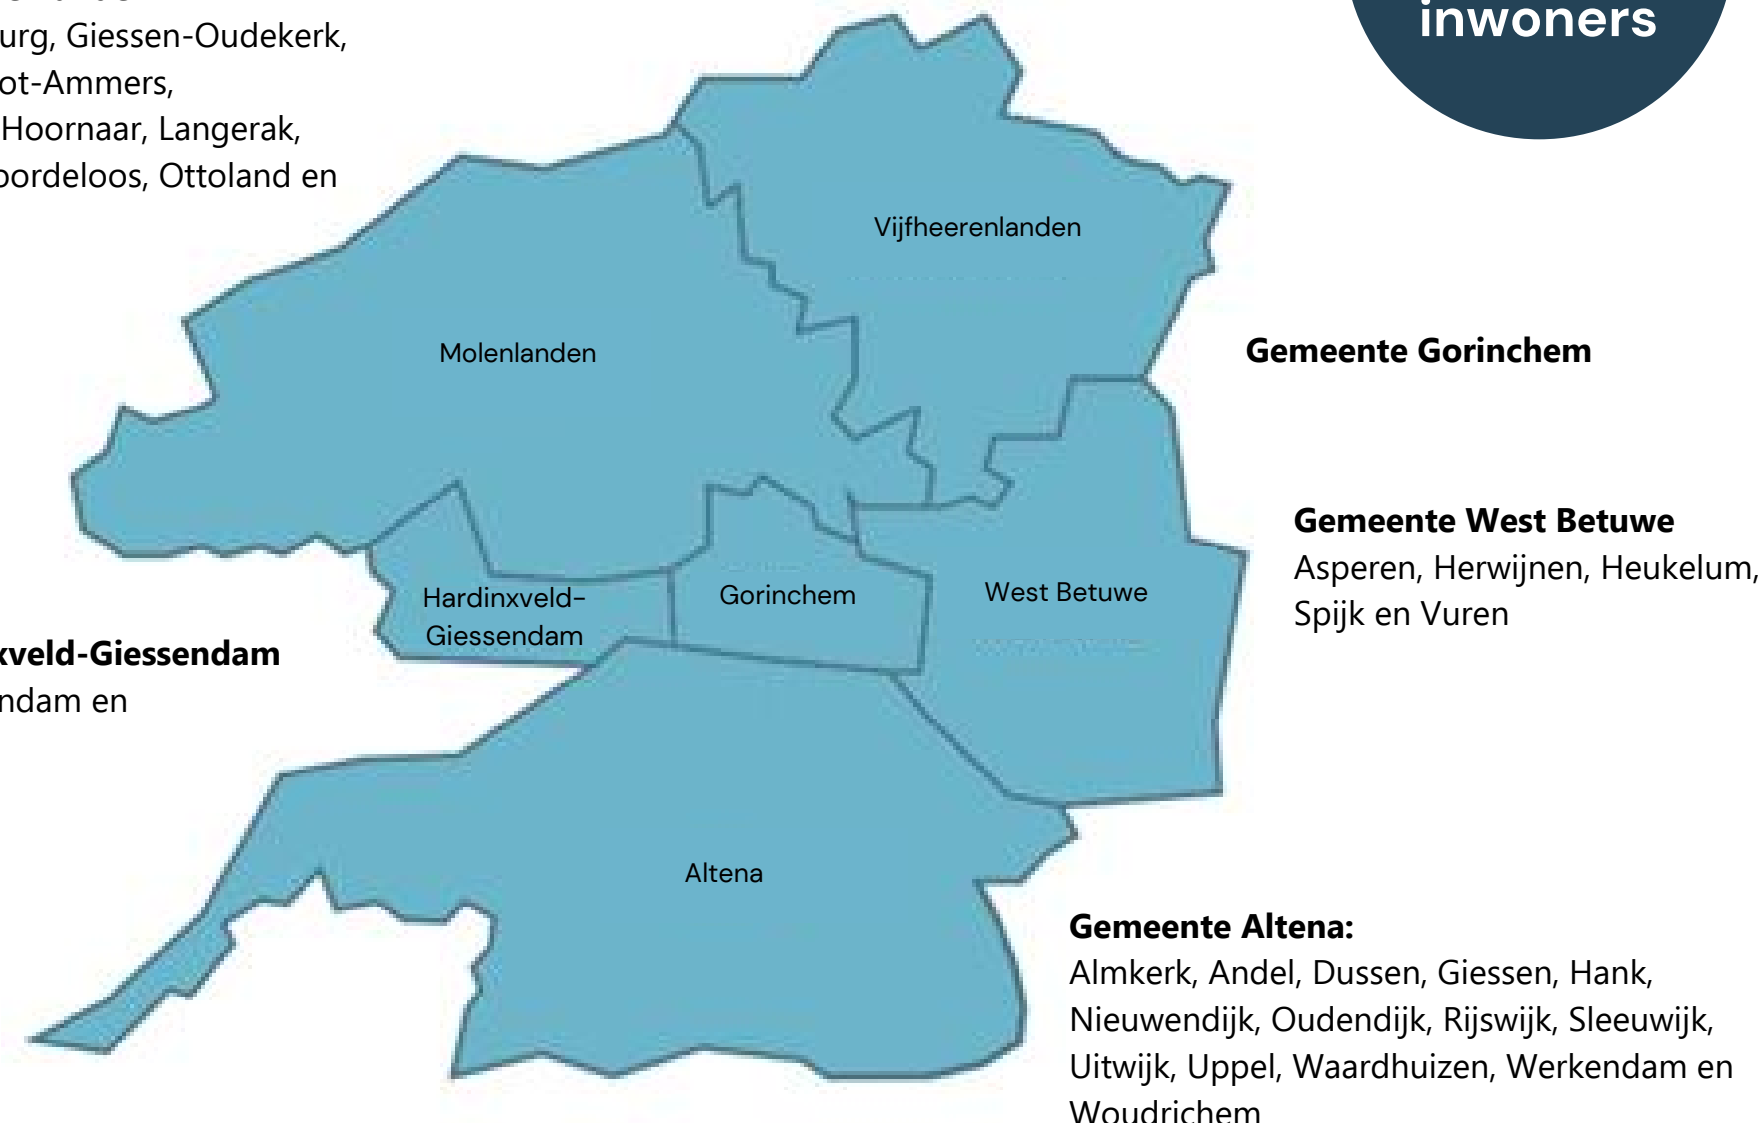 urg, Giessen-Oudekerk,
ot-Ammers,
Hoornaar, Langerak,
oordeloos, Ottoland en
inwoners
Vijfheerenlanden
Molenlanden
Gemeente Gorinchem
Gemeente West Betuwe
Asperen, Herwijnen, Heukelum,
Spijk en Vuren
Hardinxveld-
Giessendam
Gorinchem
West Betuwe
xveld-Giessendam
ndam en
Altena
Gemeente Altena:
Almkerk, Andel, Dussen, Giessen, Hank,
Nieuwendijk, Oudendijk, Rijswijk, Sleeuwijk,
Uitwijk, Uppel, Waardhuizen, Werkendam en
Woudrichem